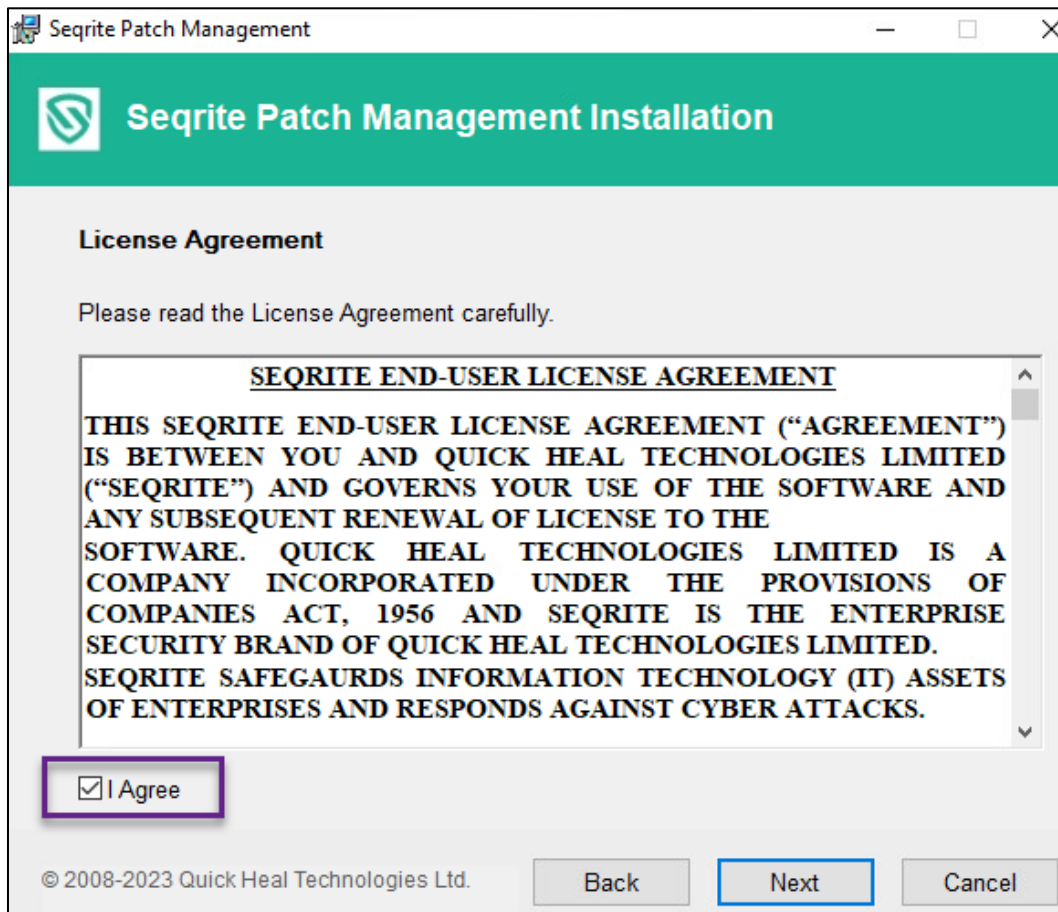 Seqrite Patch Management
Seqrite Patch Management Installation
License Agreement
Please read the License Agreement carefully.
SEQRITE END-USER LICENSE AGREEMENT
THIS SEQRITE END-USER LICENSE AGREEMENT (“AGREEMENT”)
IS BETWEEN YOU AND QUICK HEAL TECHNOLOGIES LIMITED
(“SEQRITE”) AND GOVERNS YOUR USE OF THE SOFTWARE AND
ANY SUBSEQUENT RENEWAL OF LICENSE TO THE
SOFTWARE. QUICK HEAL TECHNOLOGIES LIMITED IS A
COMPANY INCORPORATED UNDER THE PROVISIONS OF
COMPANIES ACT, 1956 AND SEQRITE IS THE ENTERPRISE
SECURITY BRAND OF QUICK HEAL TECHNOLOGIES LIMITED.
SEQRITE SAFEGAURDS INFORMATION TECHNOLOGY (IT) ASSETS
OF ENTERPRISES AND RESPONDS AGAINST CYBER ATTACKS.
I Agree
© 2008-2023 Quick Heal Technologies Ltd.
Back
Next
Cancel